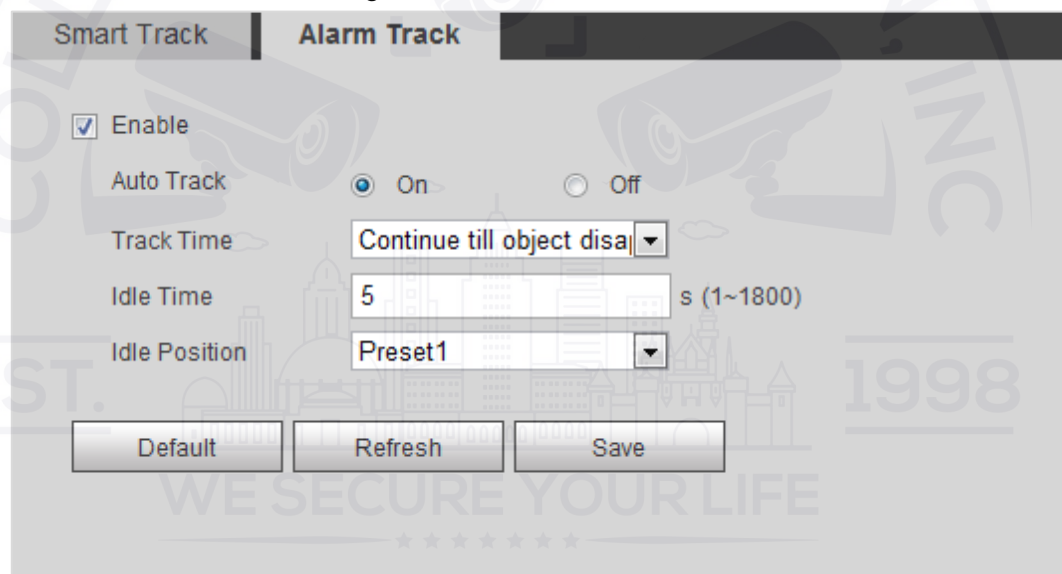 Smart Track Alarm Track
Enable
Auto Track On Off
Track Time Continue till object disap
Idle Time 5 s (1~1800)
Idle Position Preset1
EST. 1998
Default Refresh Save
WE SECURE YOUR LIFE